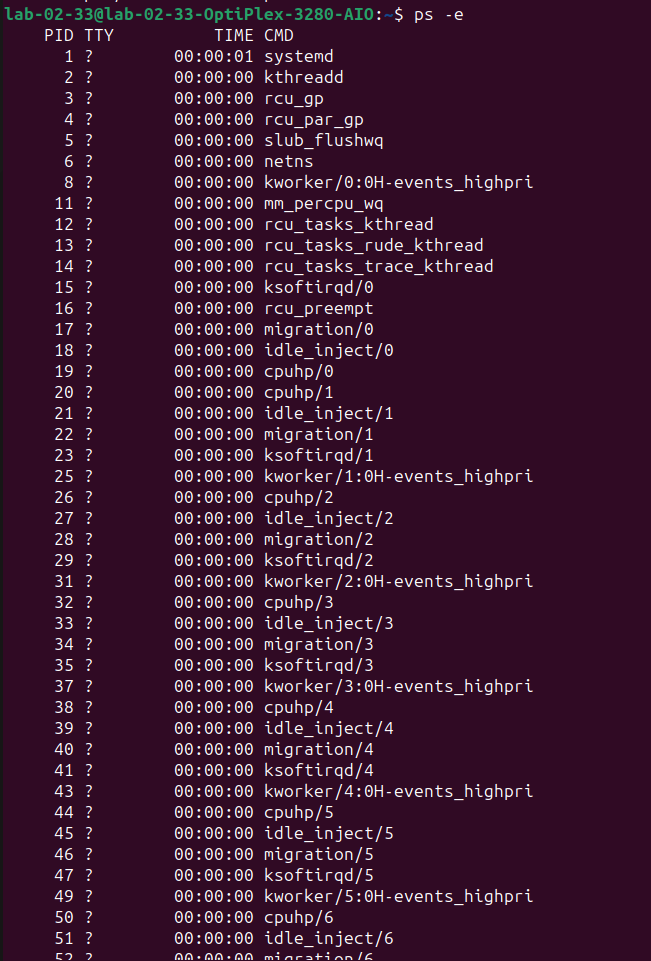 lab-02-33@lab-02-33-OptiPlex-3280-AIO:~$ ps -e
    PID TTY          TIME CMD
      1 ?        00:00:01 systemd
      2 ?        00:00:00 kthreadd
      3 ?        00:00:00 rcu_gp
      4 ?        00:00:00 rcu_par_gp
      5 ?        00:00:00 slub_flushwq
      6 ?        00:00:00 netns
      8 ?        00:00:00 kworker/0:0H-events_highpri
     11 ?        00:00:00 mm_percpu_wq
     12 ?        00:00:00 rcu_tasks_kthread
     13 ?        00:00:00 rcu_tasks_rude_kthread
     14 ?        00:00:00 rcu_tasks_trace_kthread
     15 ?        00:00:00 ksoftirqd/0
     16 ?        00:00:00 rcu_preempt
     17 ?        00:00:00 migration/0
     18 ?        00:00:00 idle_inject/0
     19 ?        00:00:00 cpuhp/0
     20 ?        00:00:00 cpuhp/1
     21 ?        00:00:00 idle_inject/1
     22 ?        00:00:00 migration/1
     23 ?        00:00:00 ksoftirqd/1
     25 ?        00:00:00 kworker/1:0H-events_highpri
     26 ?        00:00:00 cpuhp/2
     27 ?        00:00:00 idle_inject/2
     28 ?        00:00:00 migration/2
     29 ?        00:00:00 ksoftirqd/2
     31 ?        00:00:00 kworker/2:0H-events_highpri
     32 ?        00:00:00 cpuhp/3
     33 ?        00:00:00 idle_inject/3
     34 ?        00:00:00 migration/3
     35 ?        00:00:00 ksoftirqd/3
     37 ?        00:00:00 kworker/3:0H-events_highpri
     38 ?        00:00:00 cpuhp/4
     39 ?        00:00:00 idle_inject/4
     40 ?        00:00:00 migration/4
     41 ?        00:00:00 ksoftirqd/4
     43 ?        00:00:00 kworker/4:0H-events_highpri
     44 ?        00:00:00 cpuhp/5
     45 ?        00:00:00 idle_inject/5
     46 ?        00:00:00 migration/5
     47 ?        00:00:00 ksoftirqd/5
     49 ?        00:00:00 kworker/5:0H-events_highpri
     50 ?        00:00:00 cpuhp/6
     51 ?        00:00:00 idle_inject/6
     52 ?        00:00:00 migration/6